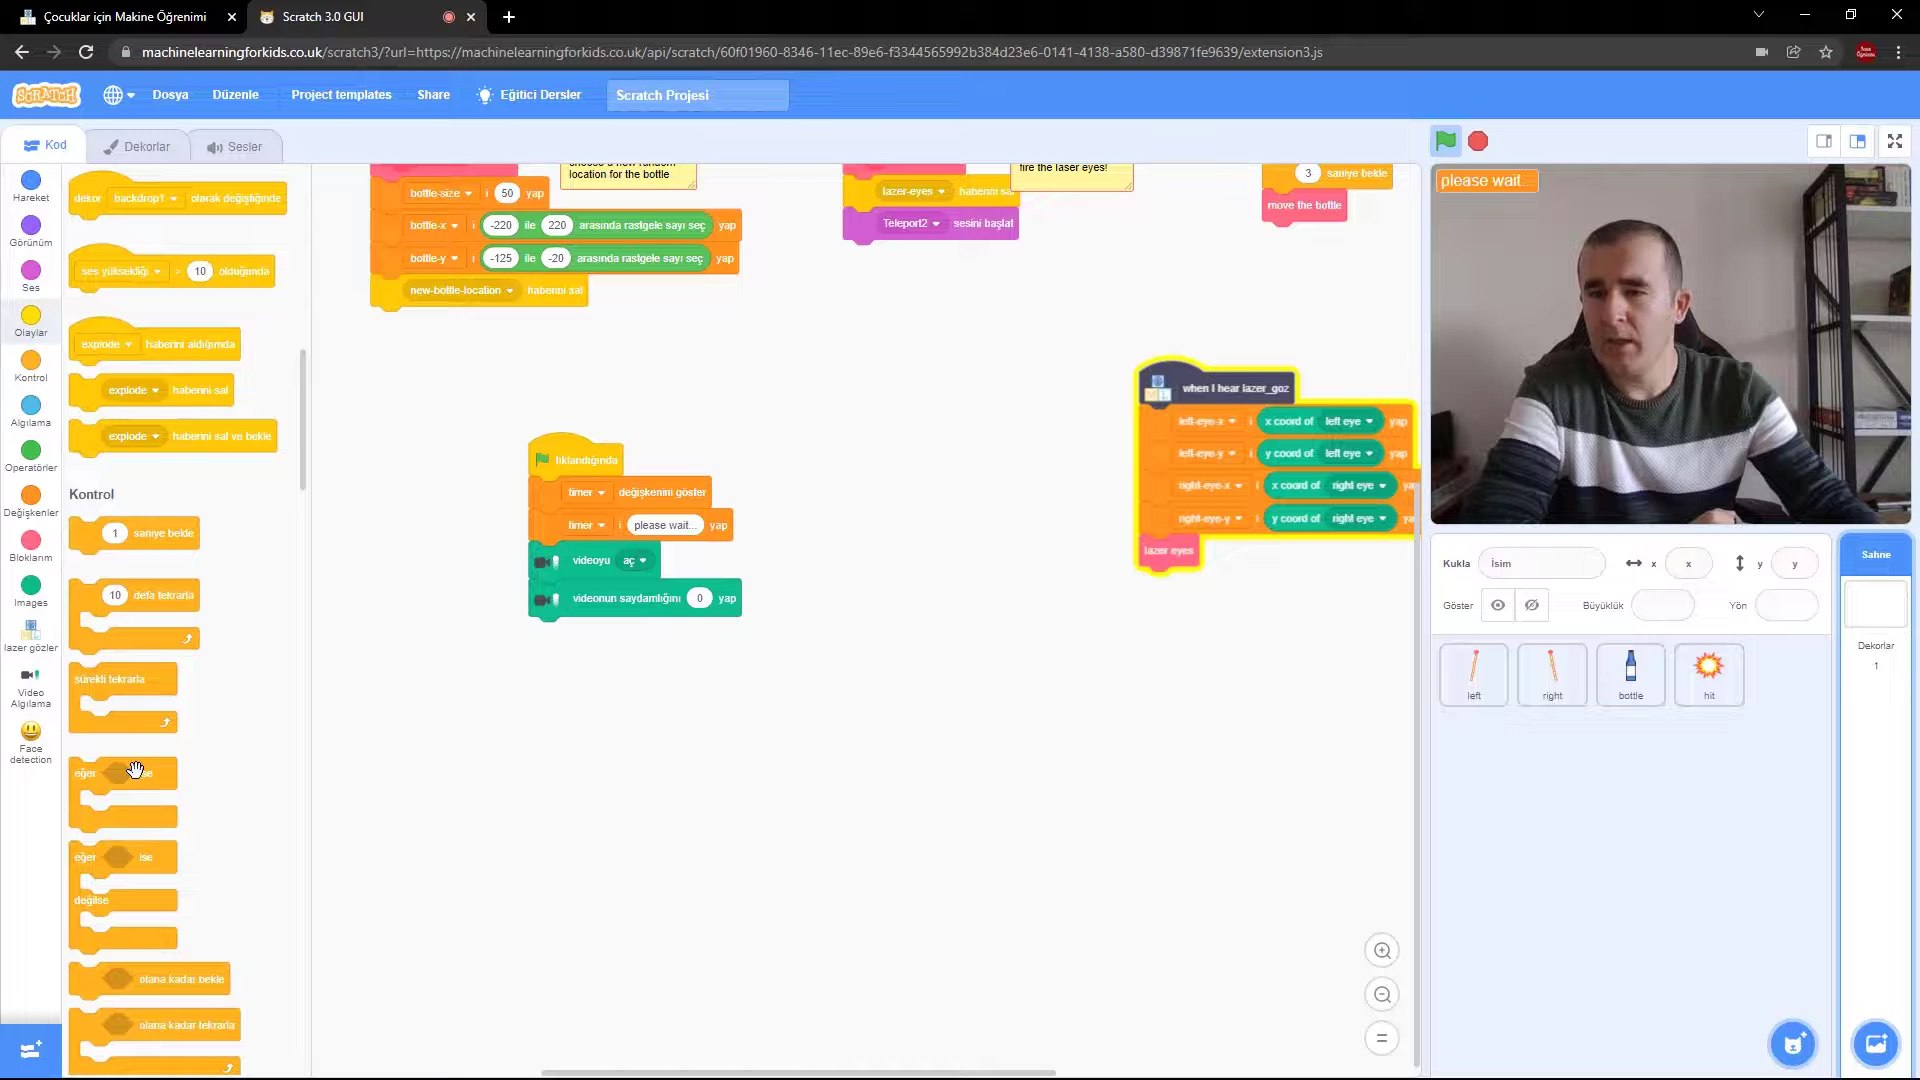 Çocuklar için Makine Öğrenimi
Scratch 3.0 GUI
machinelearningforkids.co.uk/scratch3/?url=https://machinelearningforkids.co.uk/api/scratch/60f01960-8346-11ec-89e6-f3344565992b384d23e6-0141-4138-a580-d39871fe9639/extension3.js
SCRATCH
Dosya
Düzenle
Project templates
Share
Eğitici Dersler
Scratch Projesi
Kod
Dekorlar
Sesler
Hareket
Görünüm
Ses
Olaylar
Kontrol
Algılama
Operatörler
Değişkenler
Bloklarım
Images
lazer gözler
Video
Algılama
Face
detection
dekor backdrop1 olarak değiştiğinde
ses yüksekliği > 10 olduğunda
explode haberini aldığımda
explode haberini sal
explode haberini sal ve bekle
Kontrol
1 saniye bekle
10 defa tekrarla
sürekli tekrarla
eğer ise
eğer ise
değilse
olana kadar bekle
olana kadar tekrarla
location for the bottle
bottle-size i 50 yap
bottle-x i -220 ile 220 arasında rastgele sayı seç yap
bottle-y i -125 ile -20 arasında rastgele sayı seç yap
new-bottle-location haberini sal
fire the laser eyes!
lazer-eyes haberini sal
Teleport2 sesini başlat
3 saniye bekle
move the bottle
tıklandığında
timer değişkenini göster
timer i please wait... yap
videoyu aç
videonun saydamlığını 0 yap
when I hear lazer_goz
left-eye-x i x coord of left eye yap
left-eye-y i y coord of left eye yap
right-eye-x i x coord of right eye
right-eye-y i y coord of right eye
lazer eyes
please wait...
Kukla
İsim
x x
y y
Göster
Büyüklük
Yön
left
right
bottle
hit
Sahne
Dekorlar
1